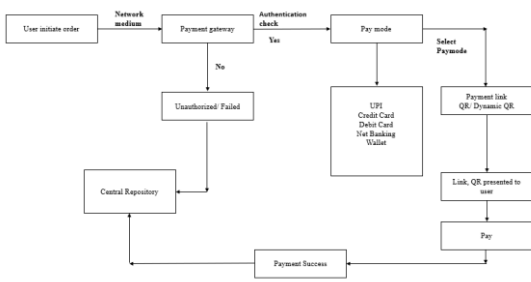 Network
medium
Authentication
check
User initiate order
Payment gateway
Yes
Pay mode
Select
Paymode
No
Unauthorized/ Failed
UPI
Credit Card
Debit Card
Net Banking
Wallet
Payment link
QR/ Dynamic QR
Central Repository
Link, QR presented to
user
Pay
Payment Success